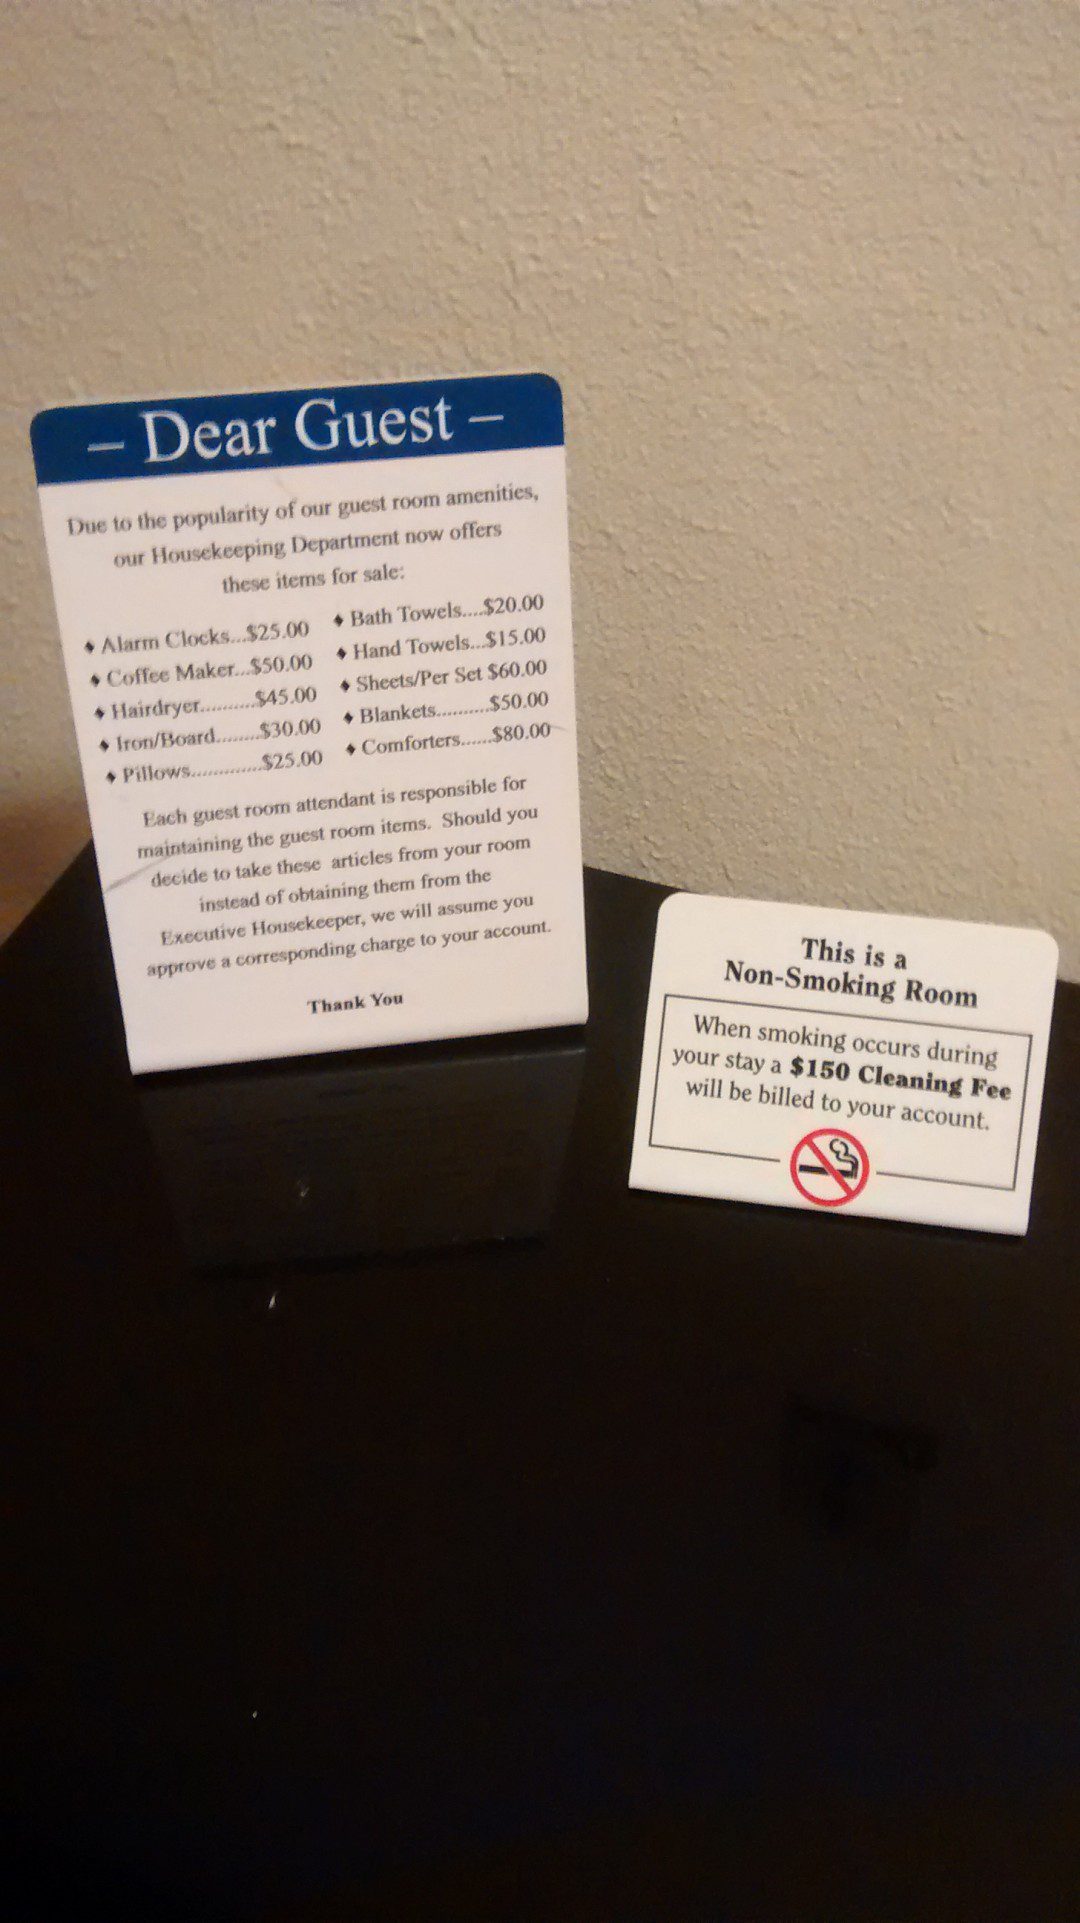 – Dear Guest –
Due to the popularity of our guest room amenities,
our Housekeeping Department now offers
these items for sale:
♦ Alarm Clocks...$25.00
♦ Coffee Maker...$50.00
♦ Hairdryer..........$45.00
♦ Iron/Board........$30.00
♦ Pillows.............$25.00
♦ Bath Towels....$20.00
♦ Hand Towels...$15.00
♦ Sheets/Per Set $60.00
♦ Blankets..........$50.00
♦ Comforters......$80.00
Each guest room attendant is responsible for
maintaining the guest room items. Should you
decide to take these articles from your room
instead of obtaining them from the
Executive Housekeeper, we will assume you
approve a corresponding charge to your account.
Thank You
This is a
Non-Smoking Room
When smoking occurs during
your stay a $150 Cleaning Fee
will be billed to your account.